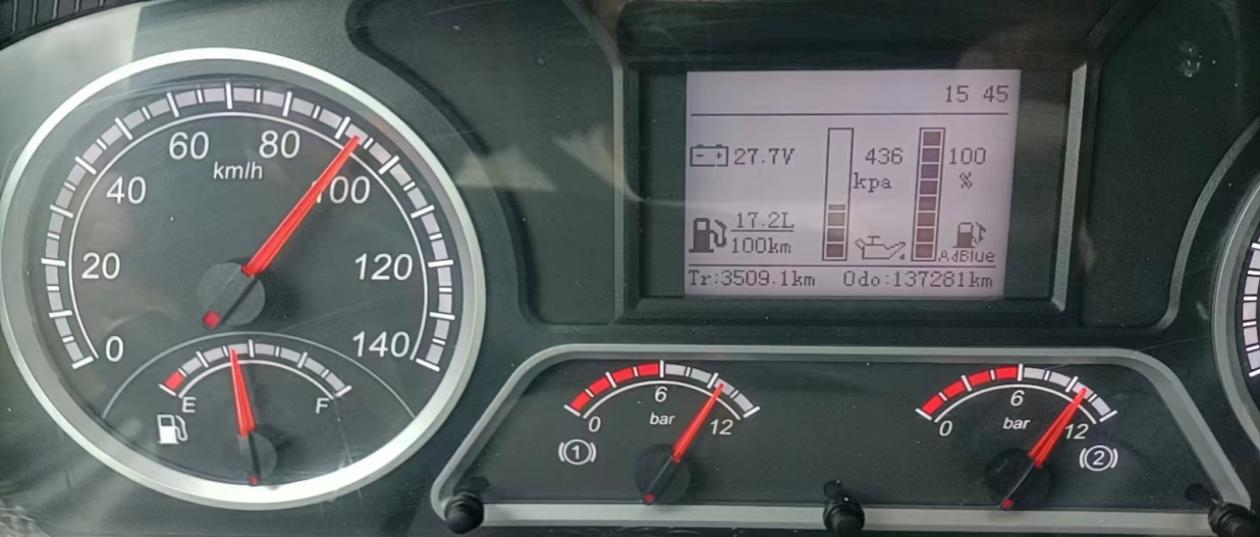 60 80
km/h
40 100
20 120
0 140
E F
15 45
27.7V 436 100
kpa %
17.2L
100km
AdBlue
Tr:3509.1km Odo:137281km
6
0 bar 12
(1)
6
0 bar 12
(2)